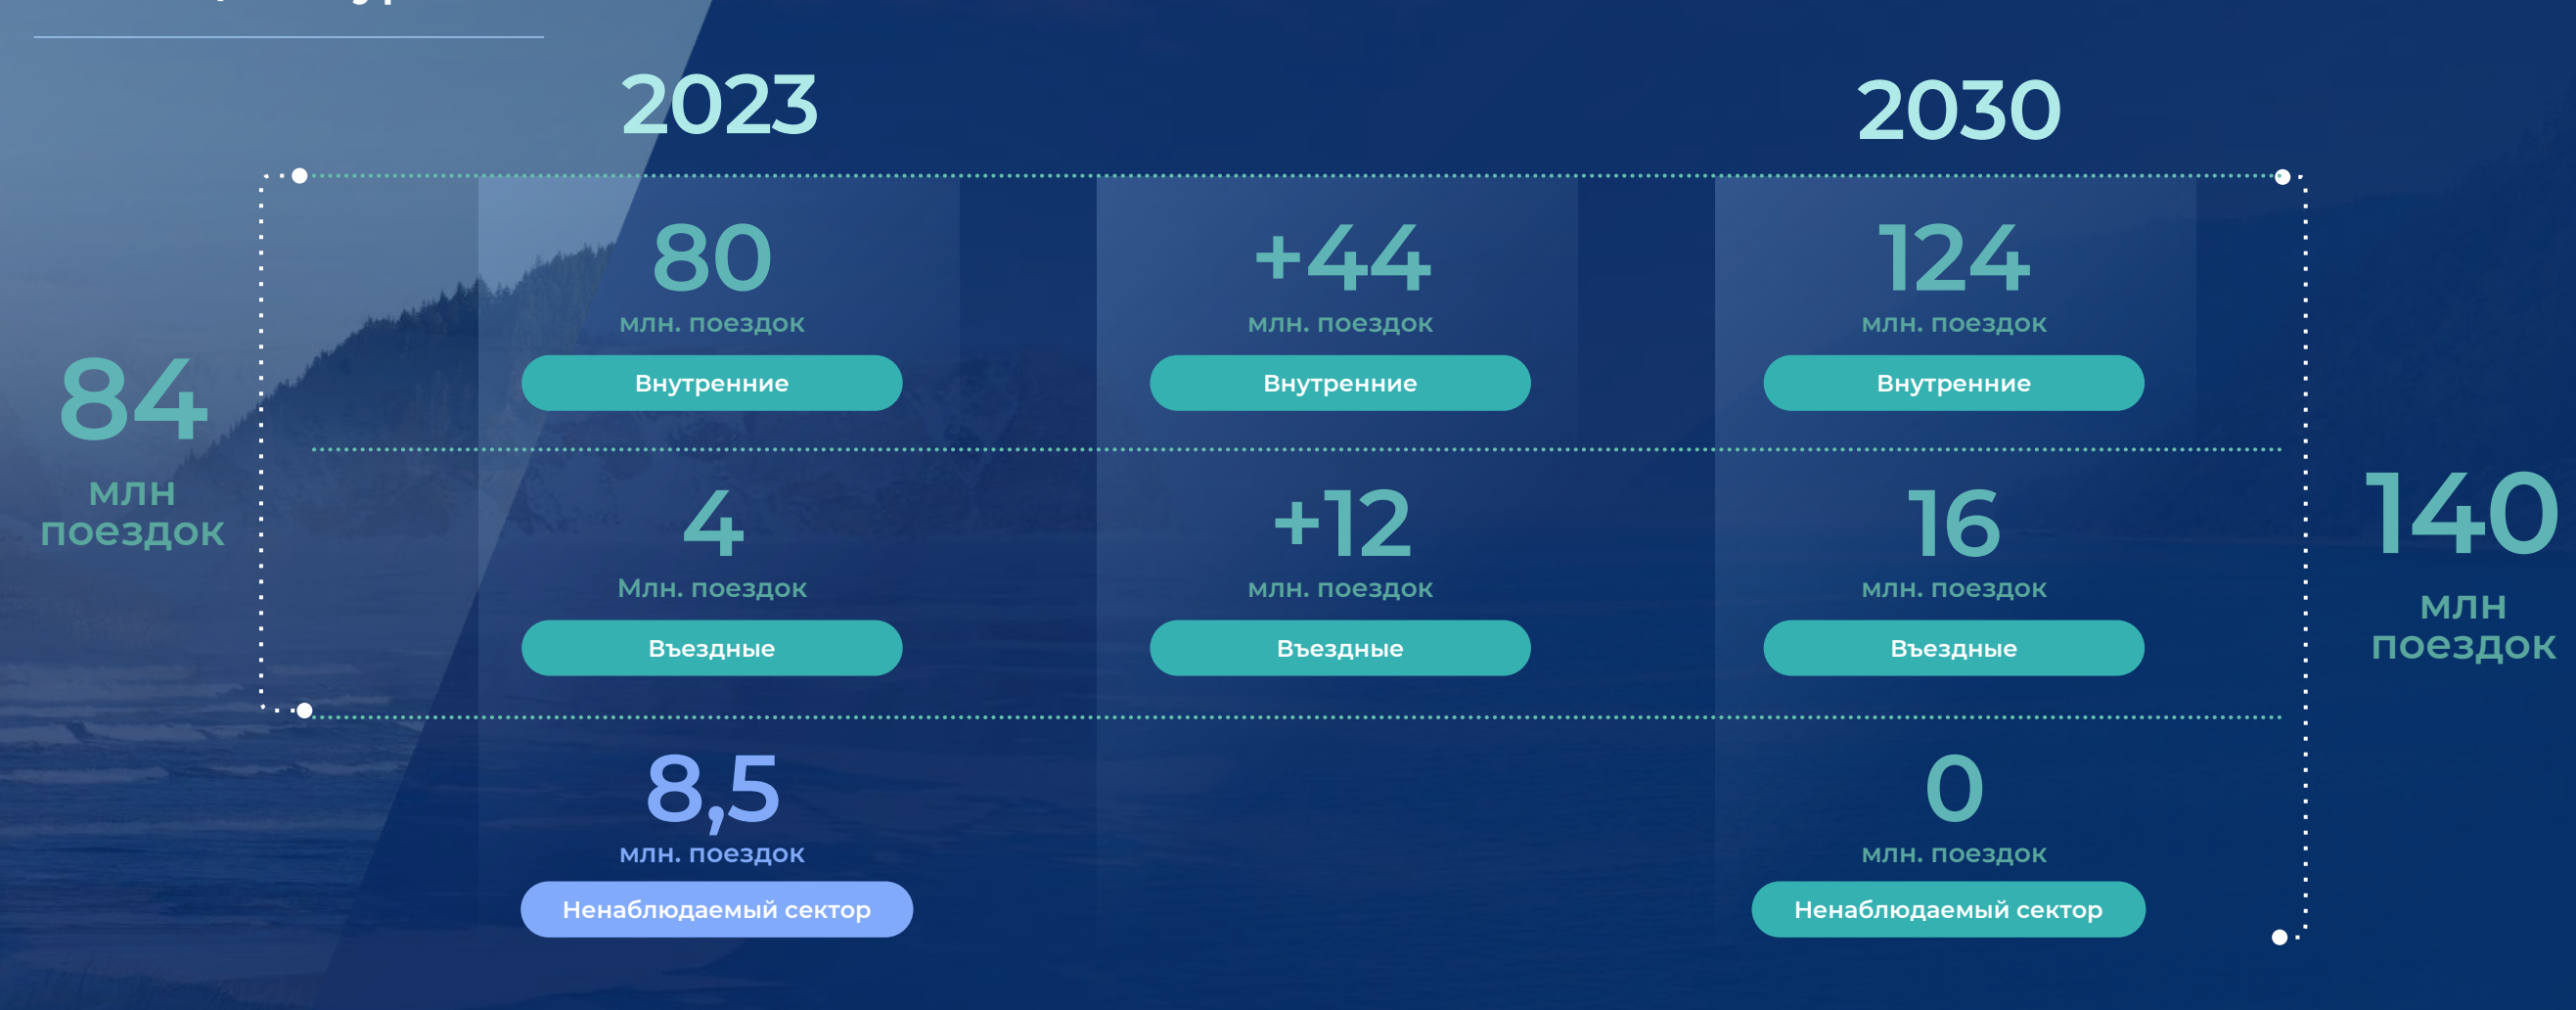 2023
2030
80
млн. поездок
Внутренние
+44
млн. поездок
Внутренние
124
млн. поездок
Внутренние
84
млн
поездок
4
Млн. поездок
Въездные
+12
млн. поездок
Въездные
16
млн. поездок
Въездные
140
млн
поездок
8,5
млн. поездок
Ненаблюдаемый сектор
0
млн. поездок
Ненаблюдаемый сектор